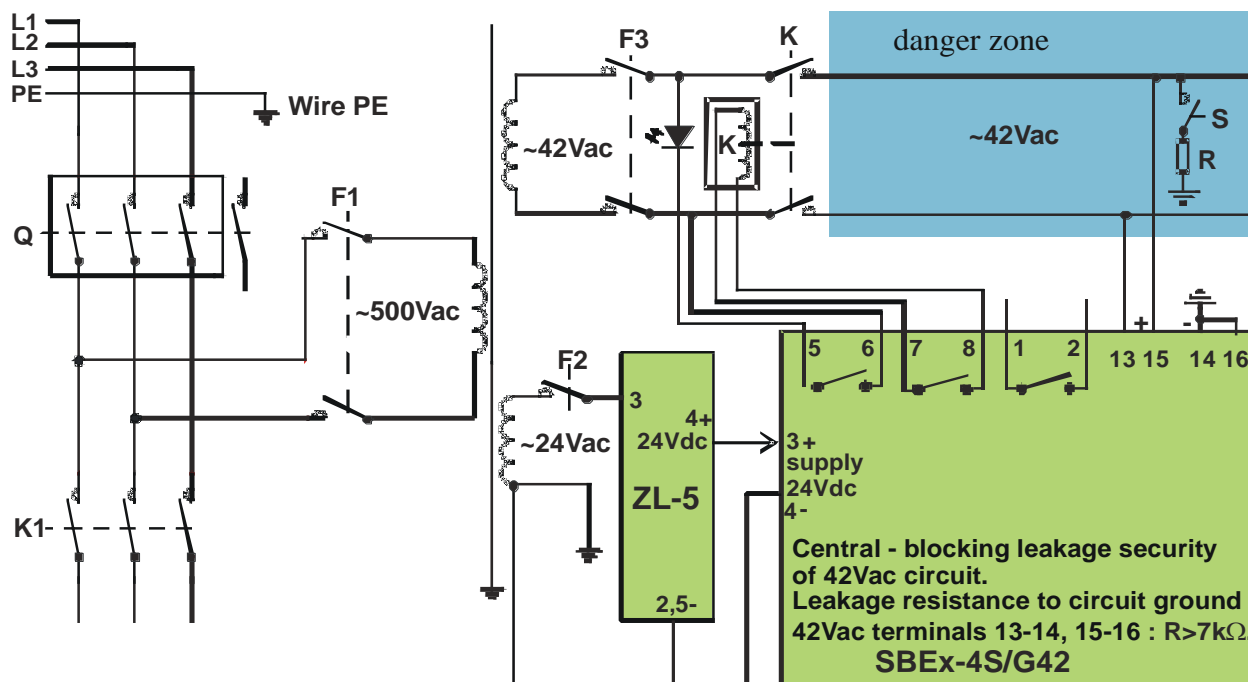 L1
L2
L3
PE
Wire PE
Q
F1
~500Vac
K1
F3
K
danger zone
~42Vac
K
~42Vac
S
R
F2
~24Vac
3
4+
24Vdc
ZL-5
2,5-
5 6 7 8 1 2
+ -
13 15 14 16
3+
supply
24Vdc
4-
Central - blocking leakage security
of 42Vac circuit.
Leakage resistance to circuit ground
42Vac terminals 13-14, 15-16 : R>7kΩ.
SBEx-4S/G42